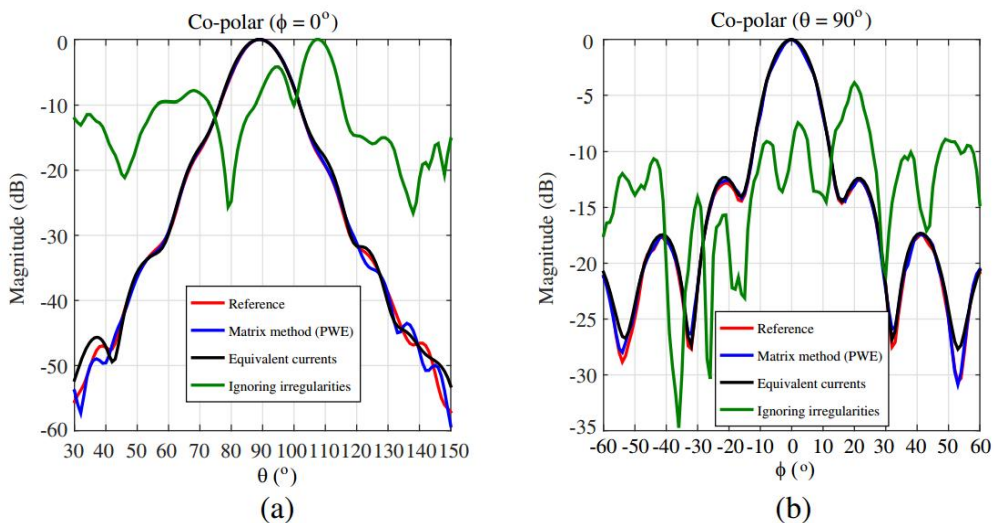 Co-polar (ϕ = 0°)
Magnitude (dB)
0
-10
-20
-30
-40
-50
-60
Reference
Matrix method (PWE)
Equivalent currents
Ignoring irregularities
30 40 50 60 70 80 90 100 110 120 130 140 150
θ (°)
(a)
Co-polar (θ = 90°)
Magnitude (dB)
0
-5
-10
-15
-20
-25
-30
-35
Reference
Matrix method (PWE)
Equivalent currents
Ignoring irregularities
-60 -50 -40 -30 -20 -10 0 10 20 30 40 50 60
ϕ (°)
(b)